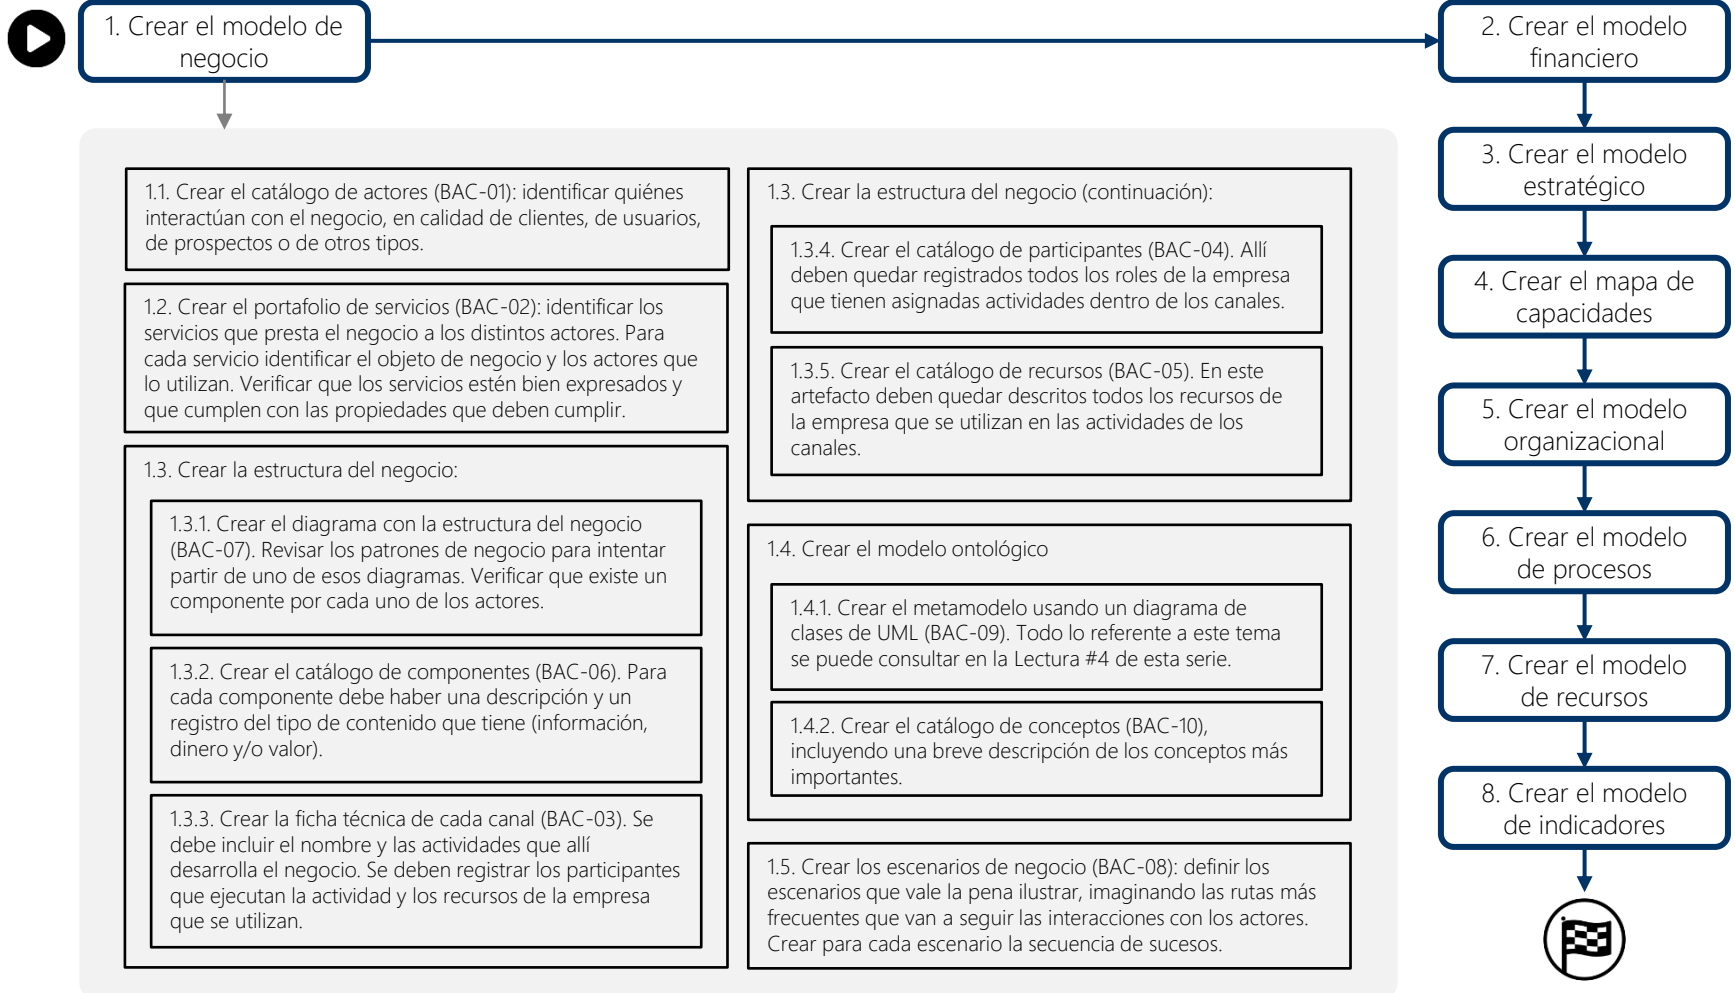 1. Crear el modelo de
negocio
2. Crear el modelo
financiero
3. Crear el modelo
estratégico
4. Crear el mapa de
capacidades
5. Crear el modelo
organizacional
6. Crear el modelo
de procesos
7. Crear el modelo
de recursos
8. Crear el modelo
de indicadores
1.1. Crear el catálogo de actores (BAC-01): identificar quiénes
interactúan con el negocio, en calidad de clientes, de usuarios,
de prospectos o de otros tipos.
1.2. Crear el portafolio de servicios (BAC-02): identificar los
servicios que presta el negocio a los distintos actores. Para
cada servicio identificar el objeto de negocio y los actores que
lo utilizan. Verificar que los servicios estén bien expresados y
que cumplen con las propiedades que deben cumplir.
1.3. Crear la estructura del negocio:
1.3.1. Crear el diagrama con la estructura del negocio
(BAC-07). Revisar los patrones de negocio para intentar
partir de uno de esos diagramas. Verificar que existe un
componente por cada uno de los actores.
1.3.2. Crear el catálogo de componentes (BAC-06). Para
cada componente debe haber una descripción y un
registro del tipo de contenido que tiene (información,
dinero y/o valor).
1.3.3. Crear la ficha técnica de cada canal (BAC-03). Se
debe incluir el nombre y las actividades que allí
desarrolla el negocio. Se deben registrar los participantes
que ejecutan la actividad y los recursos de la empresa
que se utilizan.
1.3. Crear la estructura del negocio (continuación):
1.3.4. Crear el catálogo de participantes (BAC-04). Allí
deben quedar registrados todos los roles de la empresa
que tienen asignadas actividades dentro de los canales.
1.3.5. Crear el catálogo de recursos (BAC-05). En este
artefacto deben quedar descritos todos los recursos de
la empresa que se utilizan en las actividades de los
canales.
1.4. Crear el modelo ontológico
1.4.1. Crear el metamodelo usando un diagrama de
clases de UML (BAC-09). Todo lo referente a este tema
se puede consultar en la Lectura #4 de esta serie.
1.4.2. Crear el catálogo de conceptos (BAC-10),
incluyendo una breve descripción de los conceptos más
importantes.
1.5. Crear los escenarios de negocio (BAC-08): definir los
escenarios que vale la pena ilustrar, imaginando las rutas más
frecuentes que van a seguir las interacciones con los actores.
Crear para cada escenario la secuencia de sucesos.